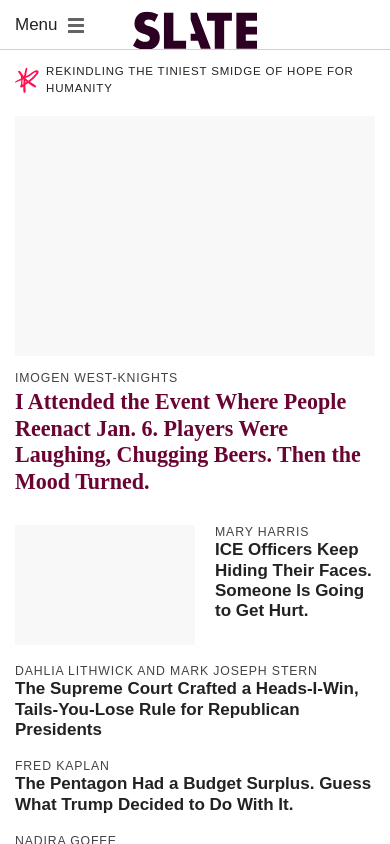 Menu
SLATE
REKINDLING THE TINIEST SMIDGE OF HOPE FOR
HUMANITY
IMOGEN WEST-KNIGHTS
I Attended the Event Where People
Reenact Jan. 6. Players Were
Laughing, Chugging Beers. Then the
Mood Turned.
MARY HARRIS
ICE Officers Keep
Hiding Their Faces.
Someone Is Going
to Get Hurt.
DAHLIA LITHWICK AND MARK JOSEPH STERN
The Supreme Court Crafted a Heads-I-Win,
Tails-You-Lose Rule for Republican
Presidents
FRED KAPLAN
The Pentagon Had a Budget Surplus. Guess
What Trump Decided to Do With It.
NADIRA GOFFE